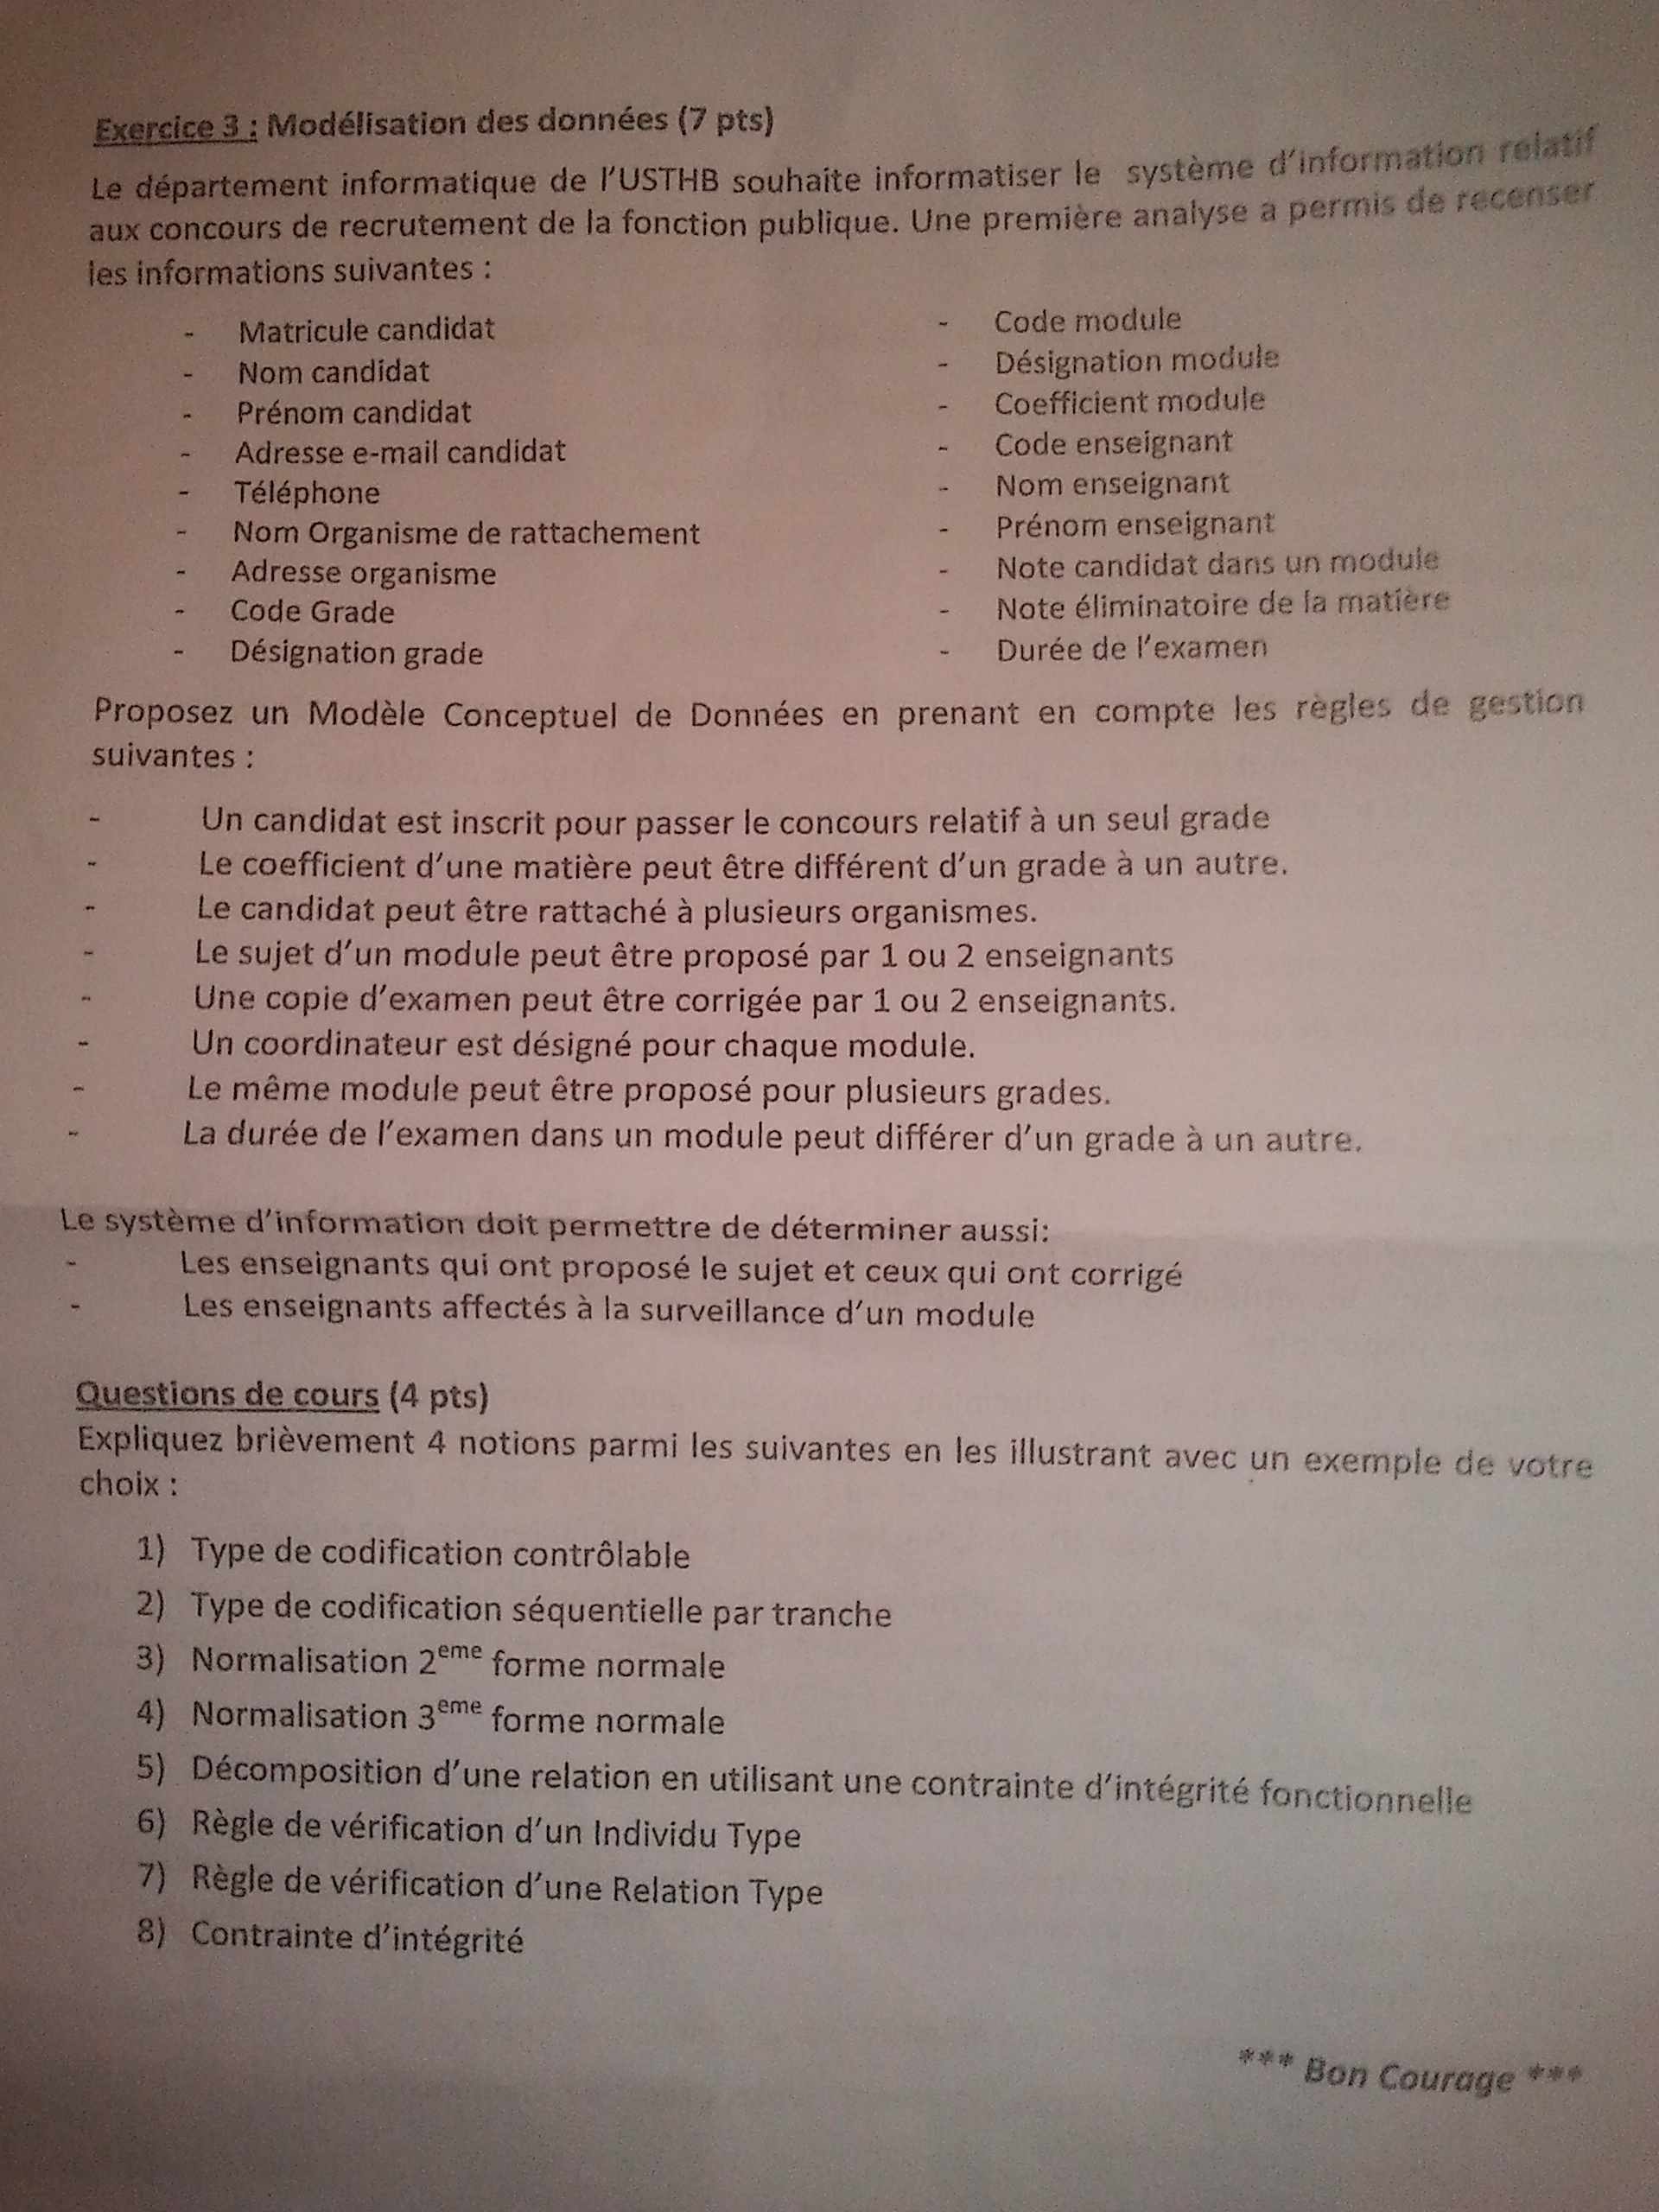 Exercice 3 : Modélisation des données (7 pts)
Le département informatique de l'USTHB souhaite informatiser le système d'information relatif
aux concours de recrutement de la fonction publique. Une première analyse a permis de recenser
les informations suivantes :
- Matricule candidat
- Nom candidat
- Prénom candidat
- Adresse e-mail candidat
- Téléphone
- Nom Organisme de rattachement
- Adresse organisme
- Code Grade
- Désignation grade
- Code module
- Désignation module
- Coefficient module
- Code enseignant
- Nom enseignant
- Prénom enseignant
- Note candidat dans un module
- Note éliminatoire de la matière
- Durée de l'examen
Proposez un Modèle Conceptuel de Données en prenant en compte les règles de gestion
suivantes :
- Un candidat est inscrit pour passer le concours relatif à un seul grade
- Le coefficient d'une matière peut être différent d'un grade à un autre.
- Le candidat peut être rattaché à plusieurs organismes.
- Le sujet d'un module peut être proposé par 1 ou 2 enseignants
- Une copie d'examen peut être corrigée par 1 ou 2 enseignants.
- Un coordinateur est désigné pour chaque module.
- Le même module peut être proposé pour plusieurs grades.
- La durée de l'examen dans un module peut différer d'un grade à un autre.
Le système d'information doit permettre de déterminer aussi:
- Les enseignants qui ont proposé le sujet et ceux qui ont corrigé
- Les enseignants affectés à la surveillance d'un module
Questions de cours (4 pts)
Expliquez brièvement 4 notions parmi les suivantes en les illustrant avec un exemple de votre
choix :
1) Type de codification contrôlable
2) Type de codification séquentielle par tranche
3) Normalisation 2eme forme normale
4) Normalisation 3eme forme normale
5) Décomposition d'une relation en utilisant une contrainte d'intégrité fonctionnelle
6) Règle de vérification d'un Individu Type
7) Règle de vérification d'une Relation Type
8) Contrainte d'intégrité
*** Bon Courage ***